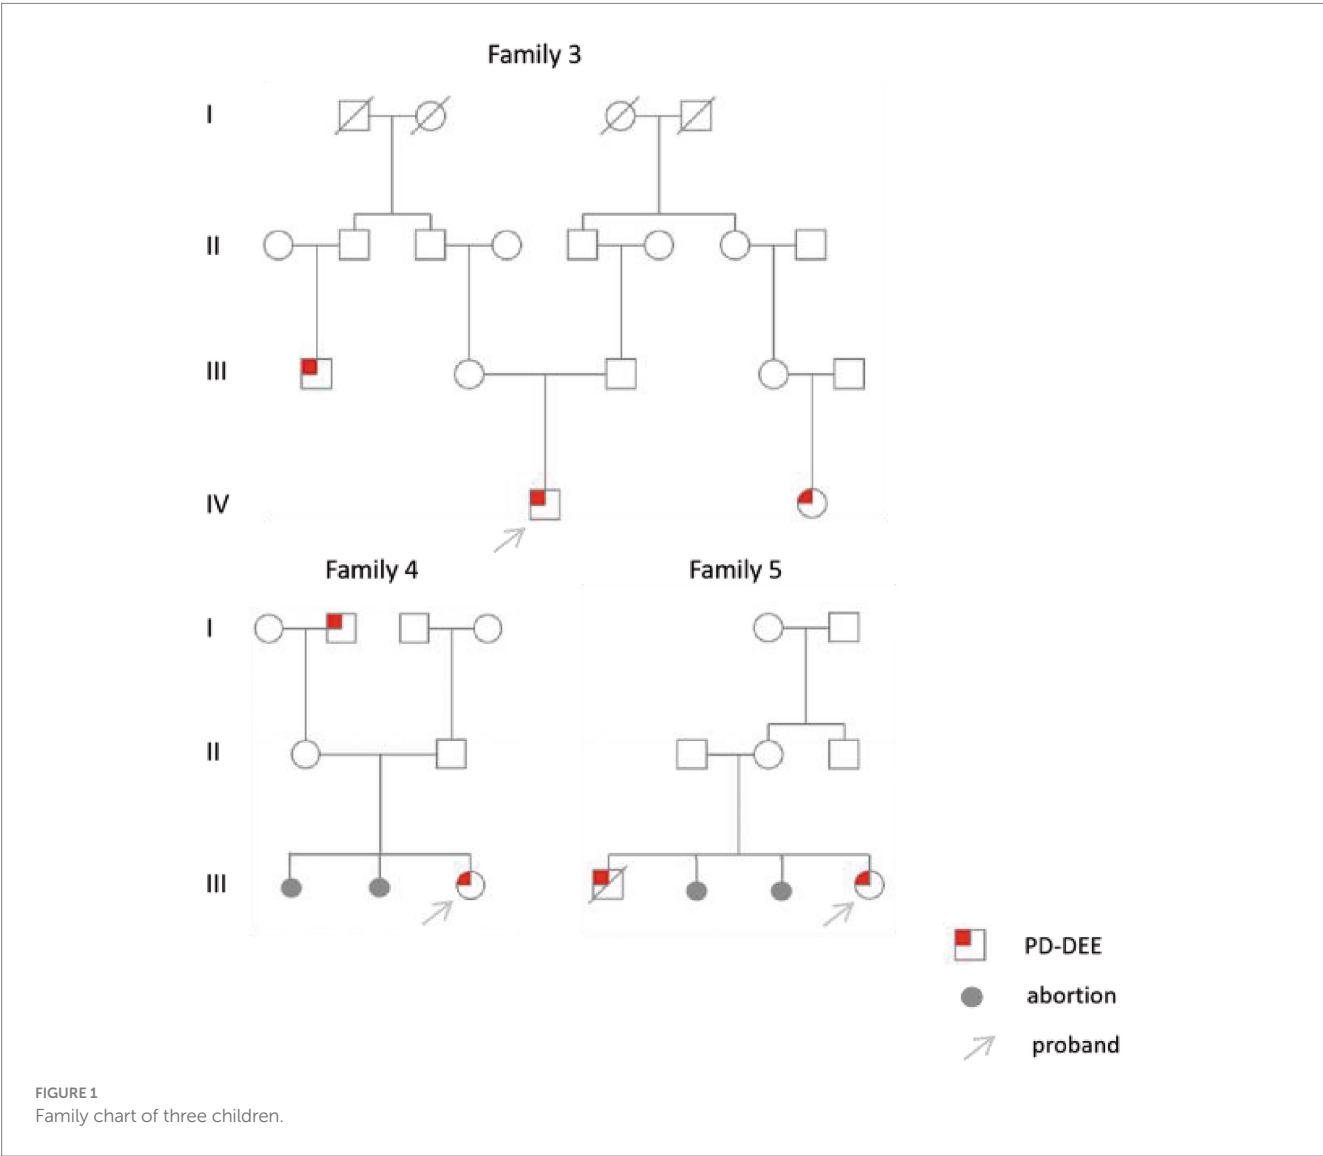 Family 3
I
II
III
IV
Family 4
Family 5
I
II
III
PD-DEE
abortion
proband
FIGURE 1
Family chart of three children.